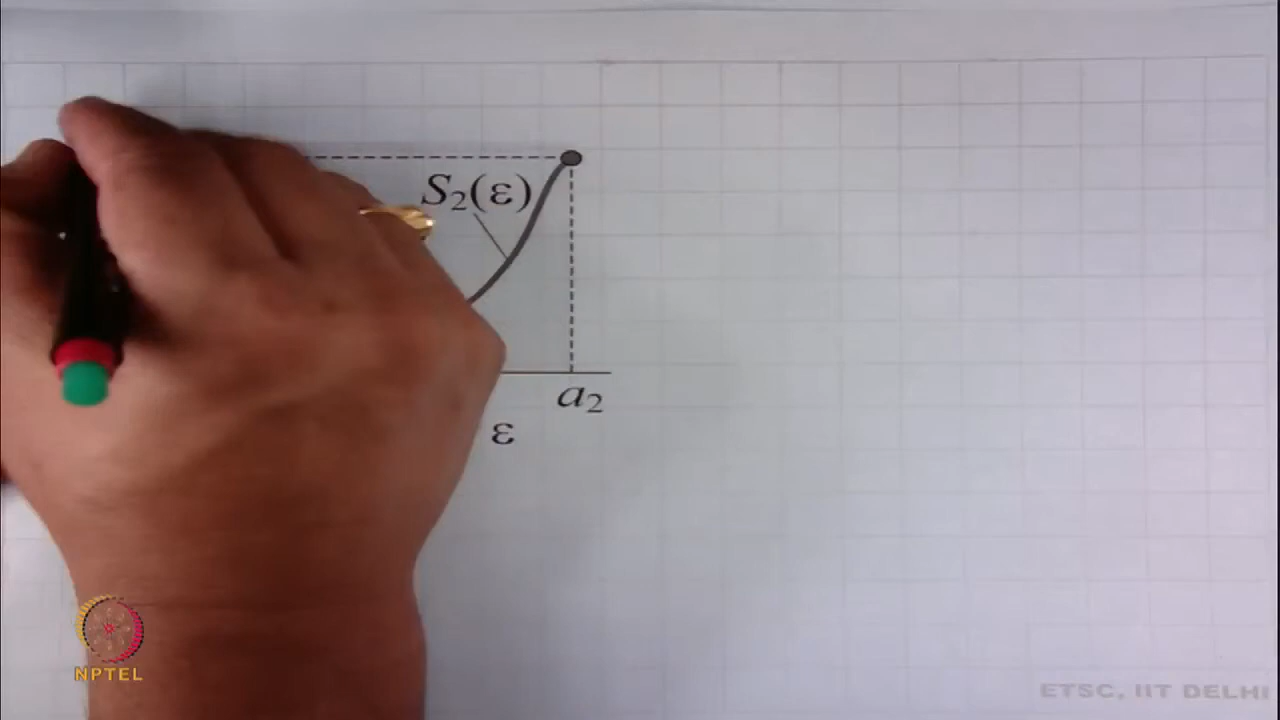 S₂(ε)
a₂
ε
NPTEL
ETSC, IIT DELHI